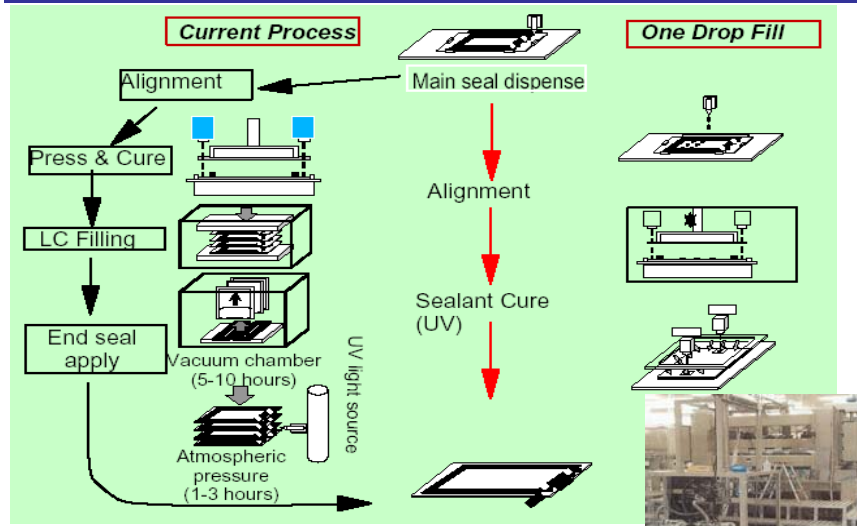 Current Process
One Drop Fill
Main seal dispense
Alignment
Press & Cure
LC Filling
End seal
apply
Vacuum chamber
(5-10 hours)
UV light source
Atmospheric
pressure
(1-3 hours)
Alignment
Sealant Cure
(UV)